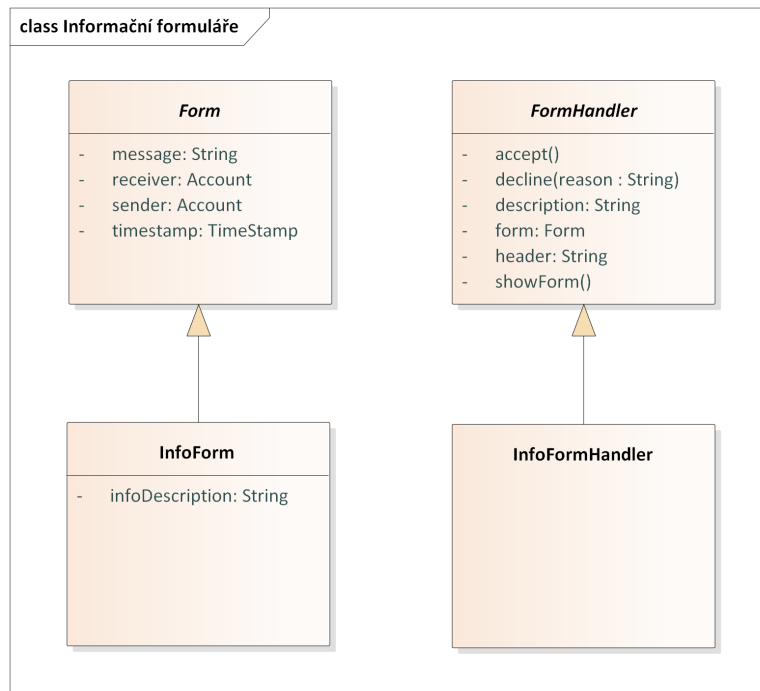 class Informační formuláře
Form
- message: String
- receiver: Account
- sender: Account
- timestamp: TimeStamp
FormHandler
- accept()
- decline(reason : String)
- description: String
- form: Form
- header: String
- showForm()
InfoForm
- infoDescription: String
InfoFormHandler